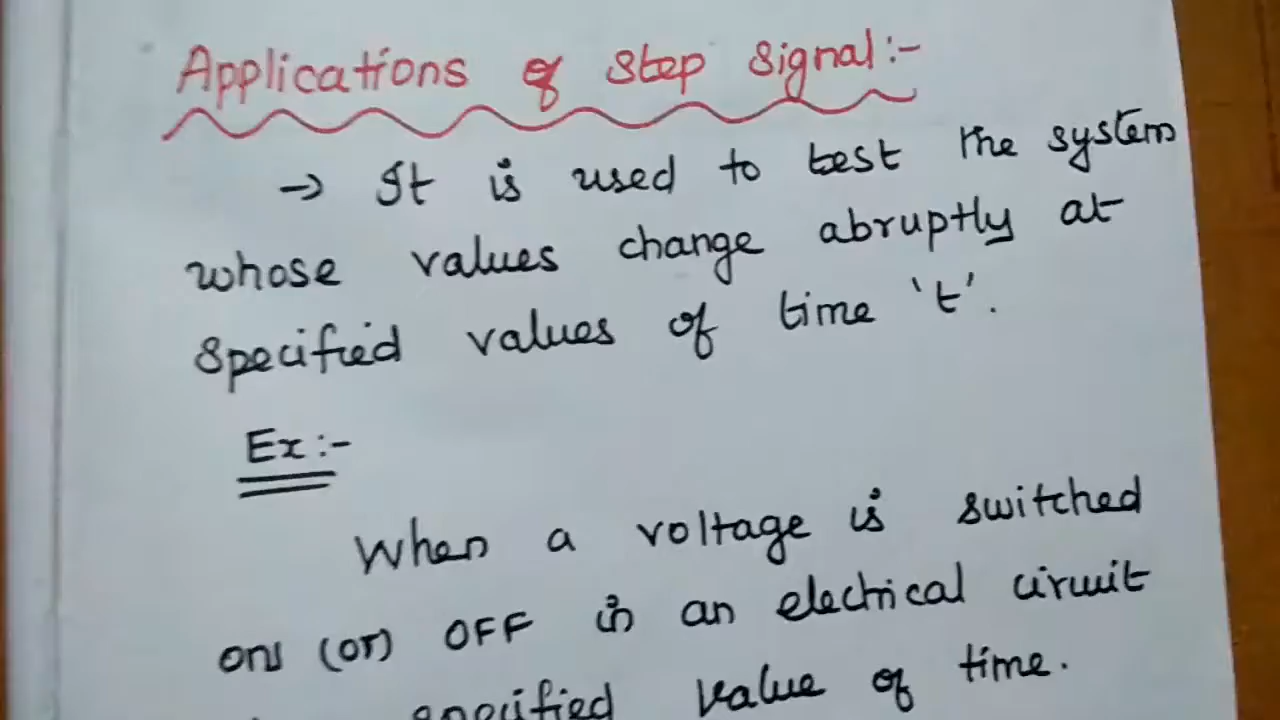 Applications of Step Signal:-
→ It is used to test the system
whose values change abruptly at
specified values of time 't'.
Ex:-
When a voltage is switched
ON (or) OFF in an electrical circuit
specified value of time.